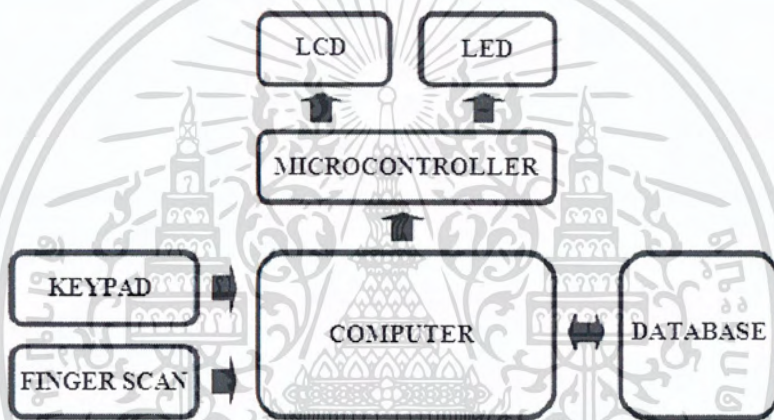 LCD
LED
MICROCONTROLLER
KEYPAD
COMPUTER
DATABASE
FINGER SCAN